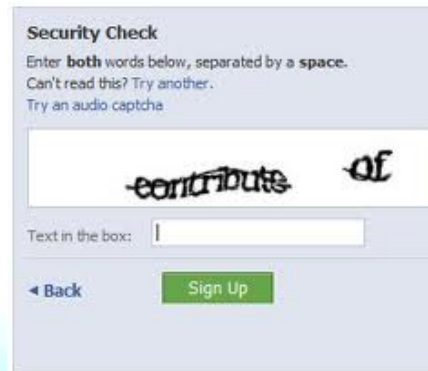 Security Check
Enter both words below, separated by a space.
Can't read this? Try another.
Try an audio captcha
contribute of
Text in the box:
◄ Back Sign Up